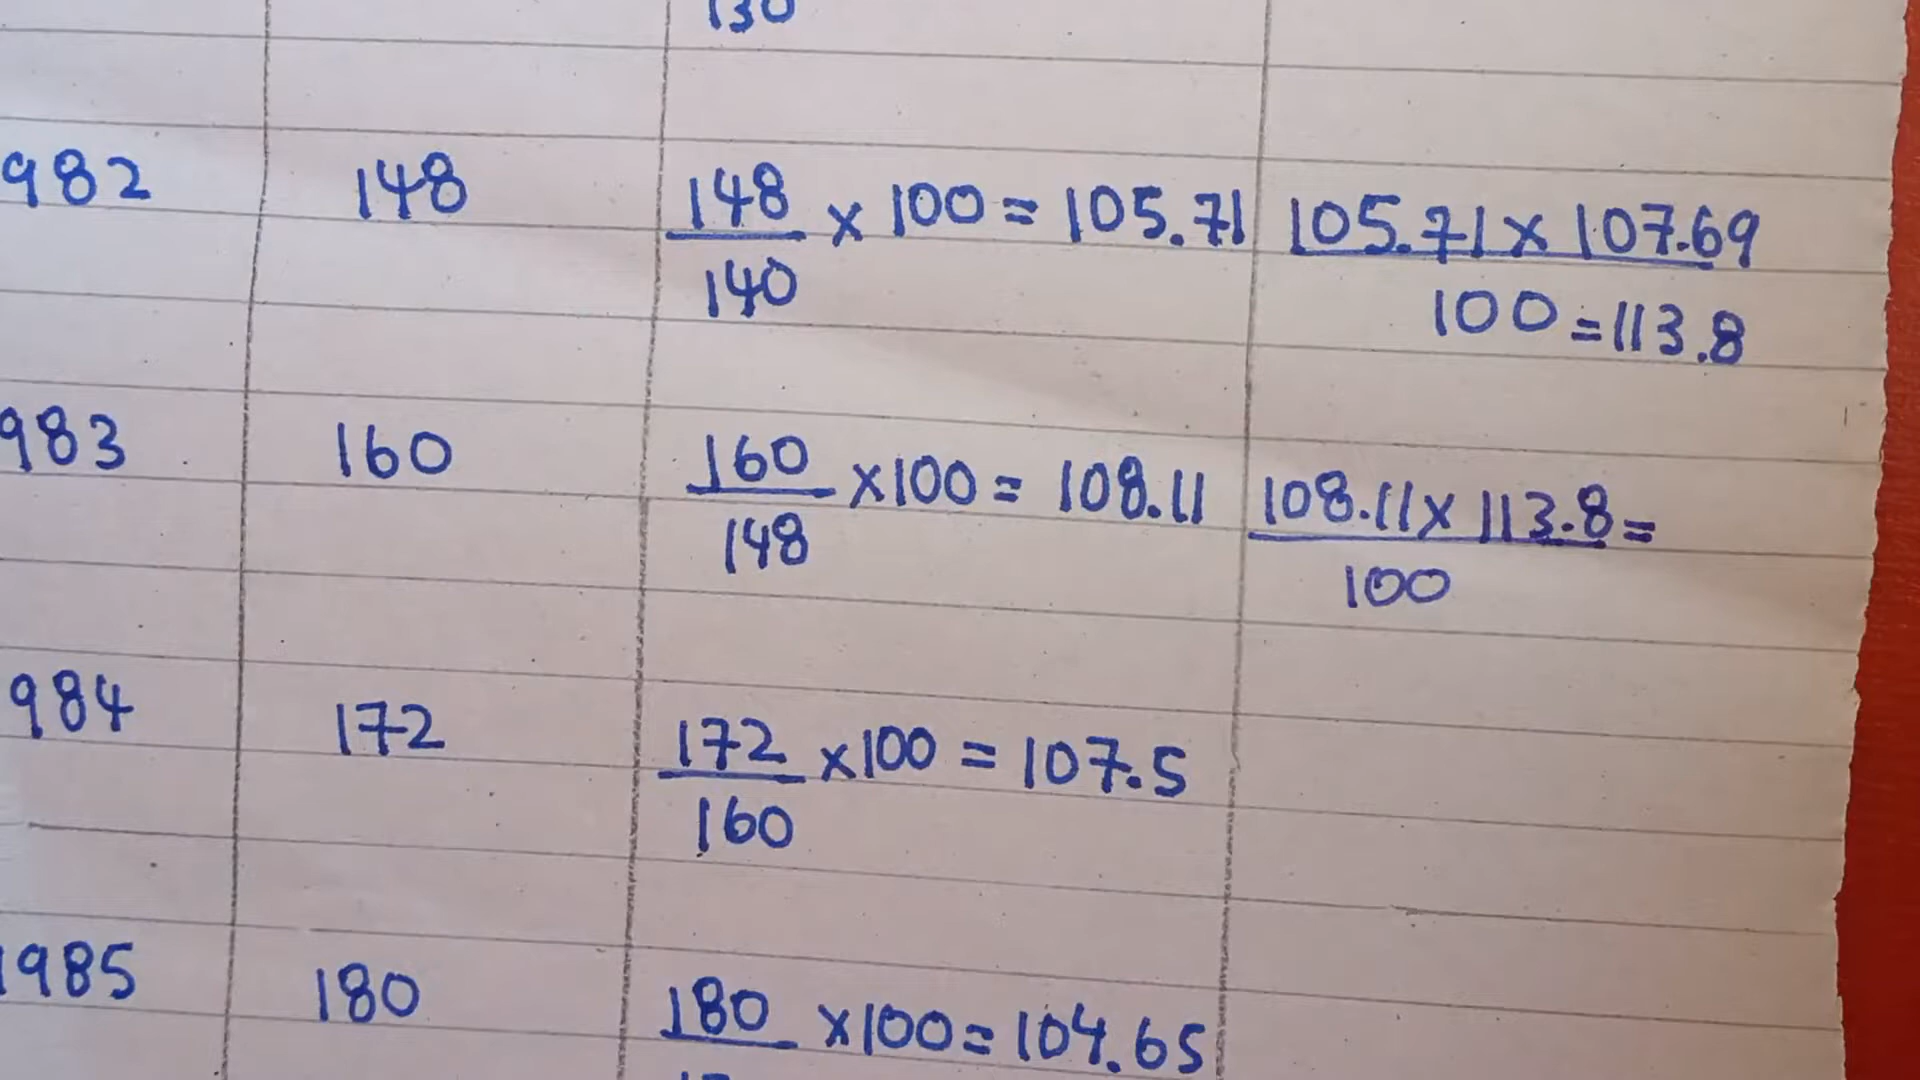 130
982 148 148 x 100 = 105.71 105.71 x 107.69
140 100 = 113.8
983 160 160 x100 = 108.11 108.11 x 113.8 =
148 100
984 172 172 x100 = 107.5
160
1985 180 180 x100 = 104.65